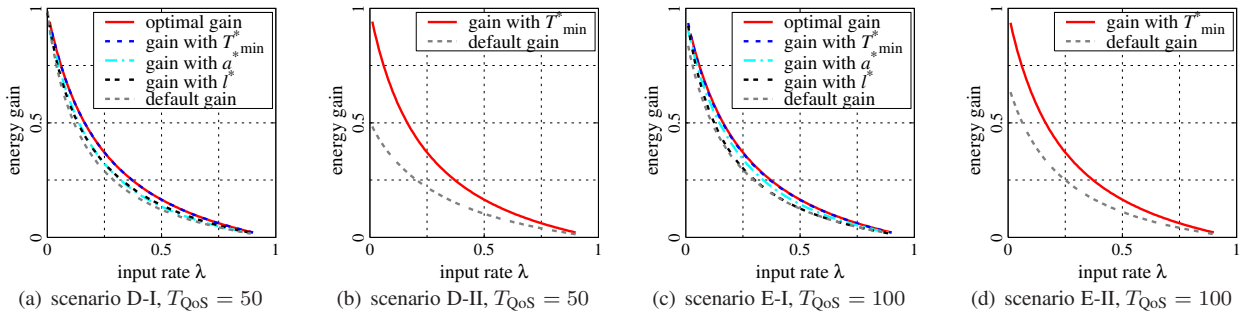 energy gain
1
0.5
0
optimal gain
gain with T*min
gain with a*
gain with l*
default gain
0 0.5 1
input rate λ
(a) scenario D-I, TQoS = 50
energy gain
1
0.5
0
gain with T*min
default gain
0 0.5 1
input rate λ
(b) scenario D-II, TQoS = 50
energy gain
1
0.5
0
optimal gain
gain with T*min
gain with a*
gain with l*
default gain
0 0.5 1
input rate λ
(c) scenario E-I, TQoS = 100
energy gain
1
0.5
0
gain with T*min
default gain
0 0.5 1
input rate λ
(d) scenario E-II, TQoS = 100